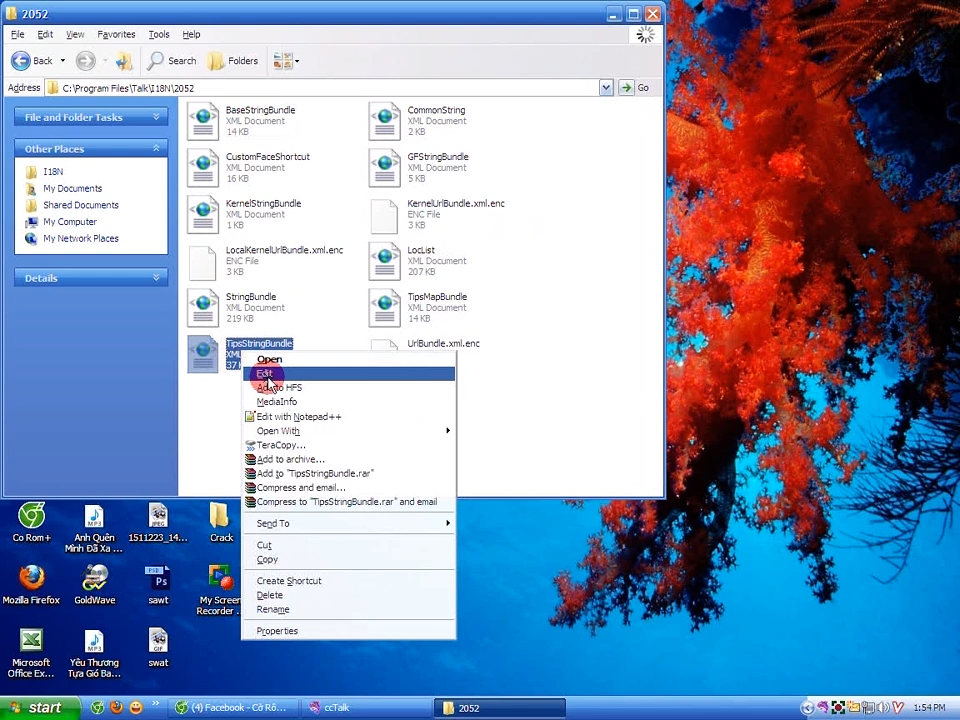 2052
File Edit View Favorites Tools Help
Back Search Folders
Address C:\Program Files\Talk\I18N\2052 Go
File and Folder Tasks
Other Places
I18N
My Documents
Shared Documents
My Computer
My Network Places
Details
BaseStringBundle
XML Document
14 KB
CommonString
XML Document
2 KB
CustomFaceShortcut
XML Document
16 KB
GFStringBundle
XML Document
5 KB
KernelStringBundle
XML Document
1 KB
KernelUrlBundle.xml.enc
ENC File
3 KB
LocalKernelUrlBundle.xml.enc
ENC File
3 KB
LocList
XML Document
207 KB
StringBundle
XML Document
219 KB
TipsMapBundle
XML Document
14 KB
TipsStringBundle
XML
37
UrlBundle.xml.enc
Open
Edit
Add to HFS
MediaInfo
Edit with Notepad++
Open With
TeraCopy...
Add to archive...
Add to "TipsStringBundle.rar"
Compress and email...
Compress to "TipsStringBundle.rar" and email
Send To
Cut
Copy
Create Shortcut
Delete
Rename
Properties
Co Rom+
Anh Quên
Mình Đã Xa ...
1511223_14...
Crack
Mozilla Firefox
GoldWave
sawt
My Screen
Recorder ...
Microsoft
Office Ex...
Yêu Thương
Tựa Gió Ba...
swat
start
(4) Facebook - Cờ Rô...
ccTalk
2052
1:54 PM